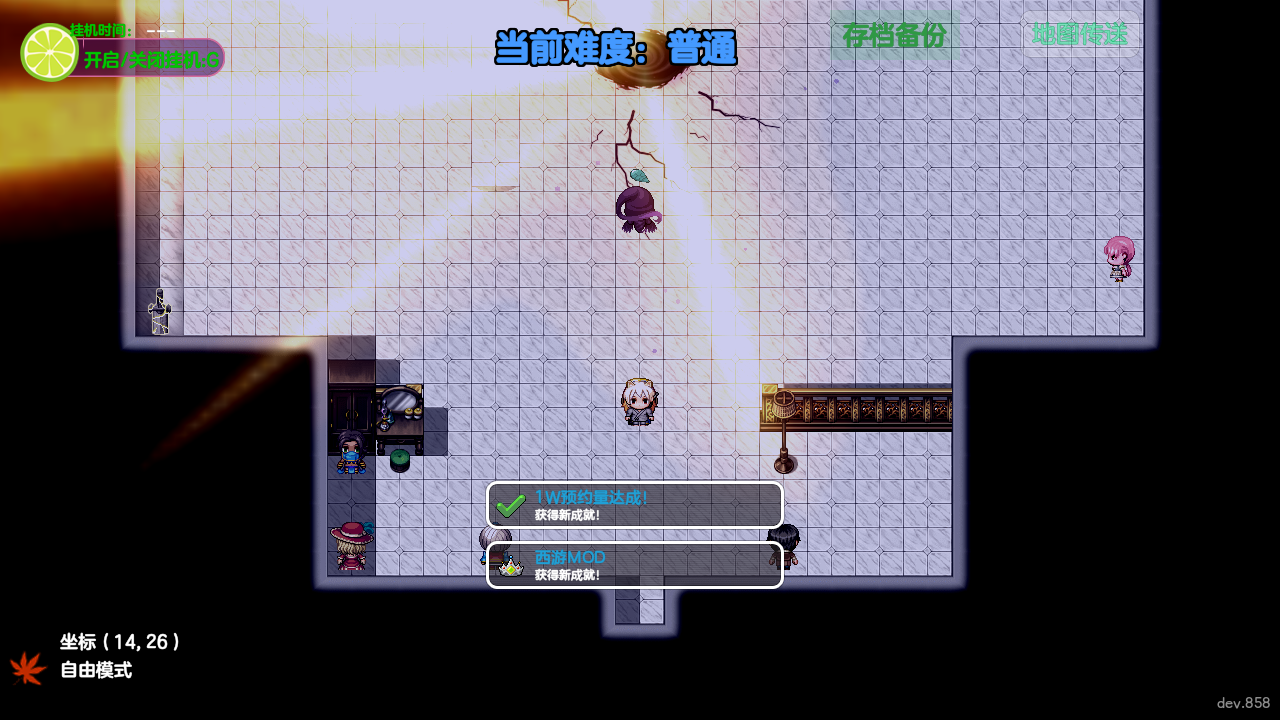 挂机时间： ---
开启/关闭挂机:G
当前难度：普通
存档备份
地图传送
1W预约量达成！
获得新成就！
西游MOD
获得新成就！
坐标（14,26）
自由模式
dev.858